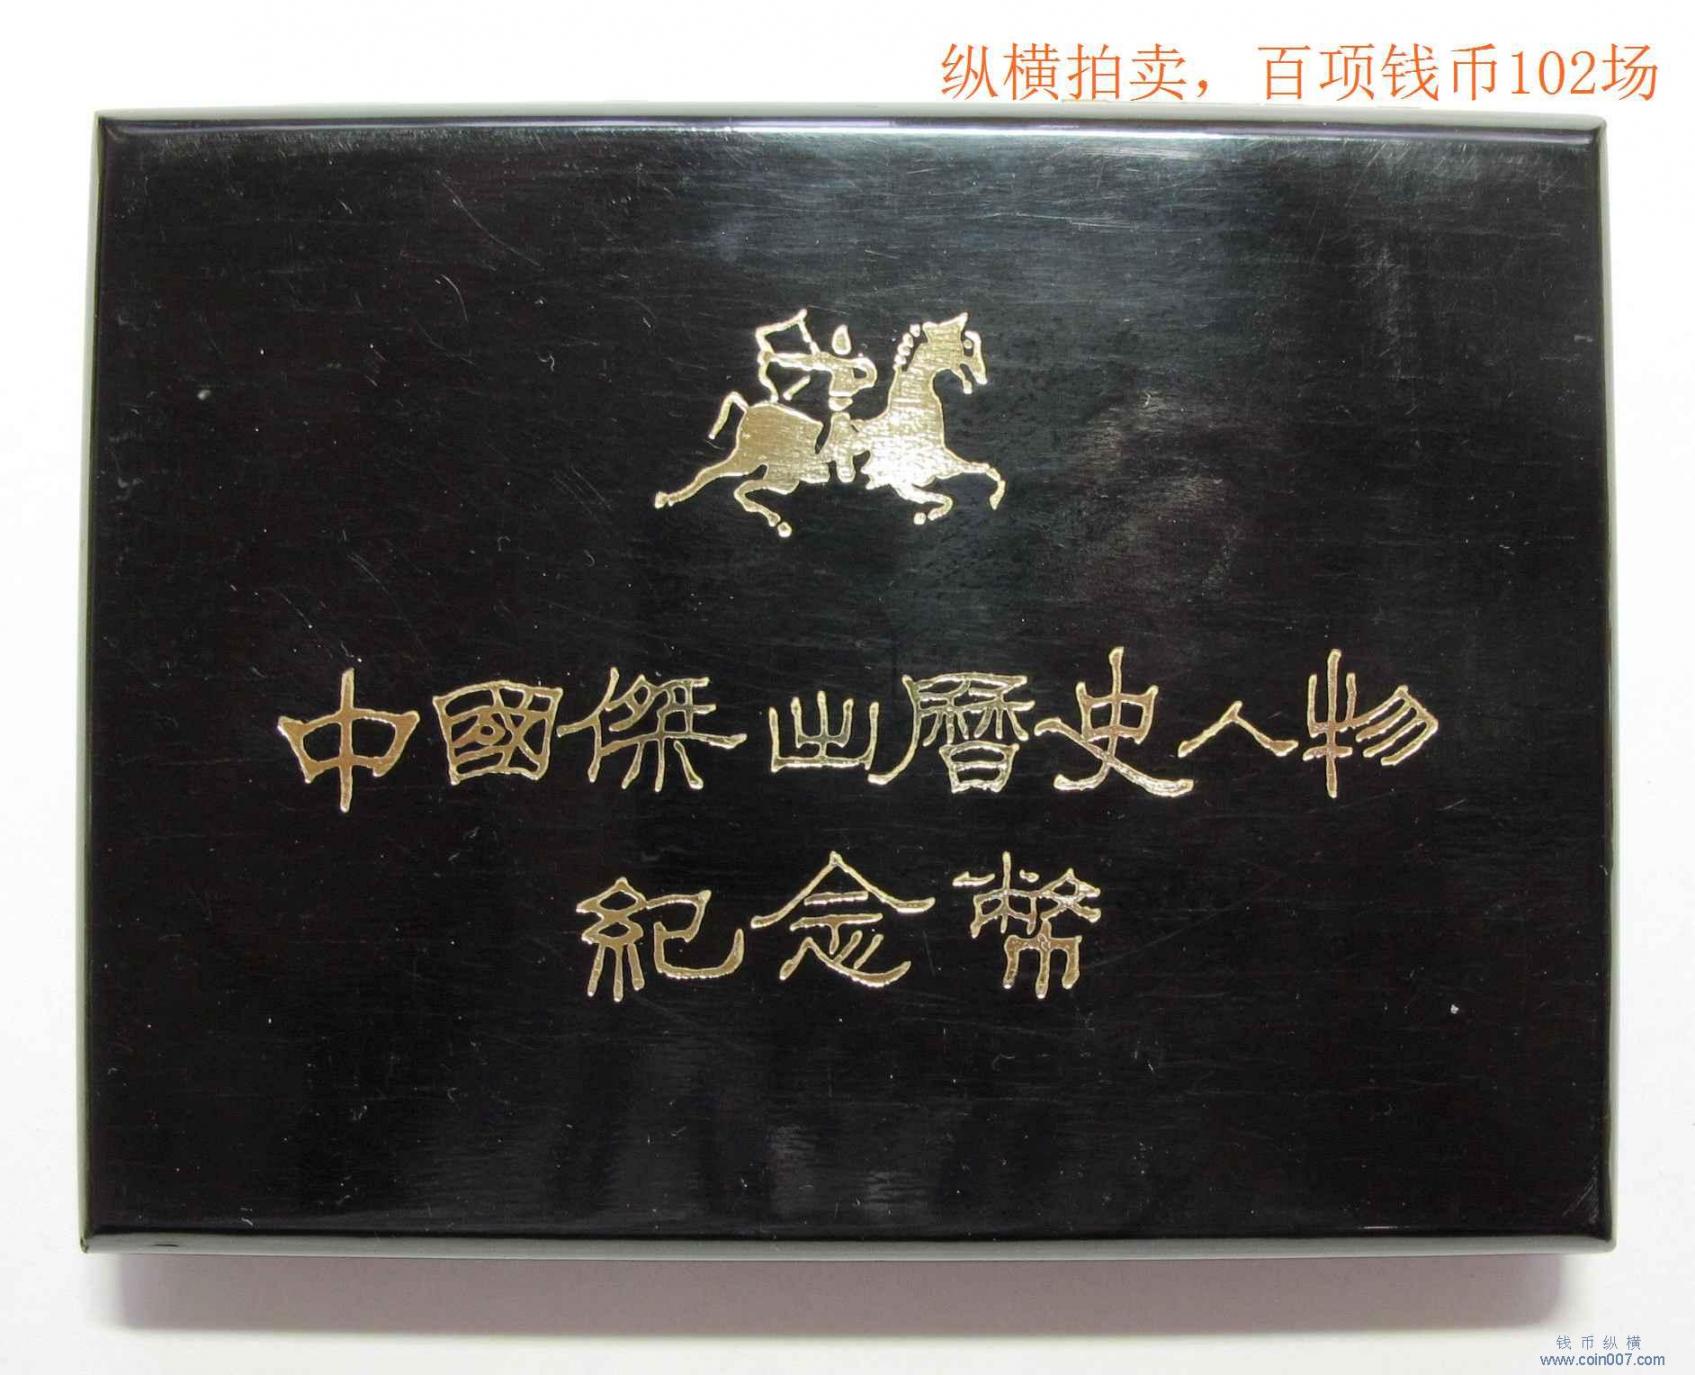 纵横拍卖，百项钱币102场
中國傑出曆史人物
紀念幣
钱币纵横
www.coin007.com